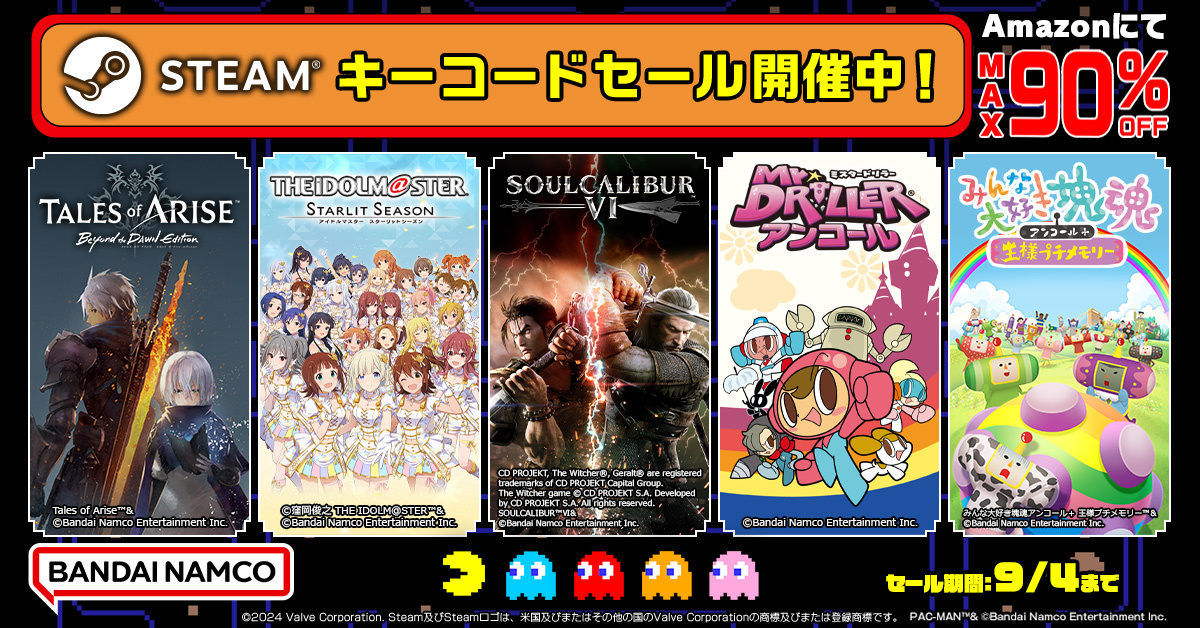 STEAM®
キーコードセール開催中！
Amazonにて
MAX
90%
OFF
TALES of ARISE™
Beyond the Dawn Edition
Tales of Arise™&
©Bandai Namco Entertainment Inc.
THE iDOLM@STER
STARLIT SEASON
アイドルマスター スターリットシーズン
©窪岡俊之 THE IDOLM@STER™&
©Bandai Namco Entertainment Inc.
SOULCALIBUR
VI
CD PROJEKT, The Witcher®, Geralt® are registered
trademarks of CD PROJEKT Capital Group.
The Witcher game © CD PROJEKT S.A. Developed
by CD PROJEKT S.A. All rights reserved.
SOULCALIBUR™VI&
©Bandai Namco Entertainment Inc.
Mr.
ミスタードリラー
DRILLER®
アンコール
©Bandai Namco Entertainment Inc.
みんな
大好き塊魂
アンコール+
王様プチメモリー
みんな大好き塊魂アンコール+ 王様プチメモリー™&
©Bandai Namco Entertainment Inc.
BANDAI NAMCO
セール期間:9/4まで
©2024 Valve Corporation. Steam及びSteamロゴは、米国及びまたはその他の国のValve Corporationの商標及びまたは登録商標です。 PAC-MAN™& ©Bandai Namco Entertainment Inc.